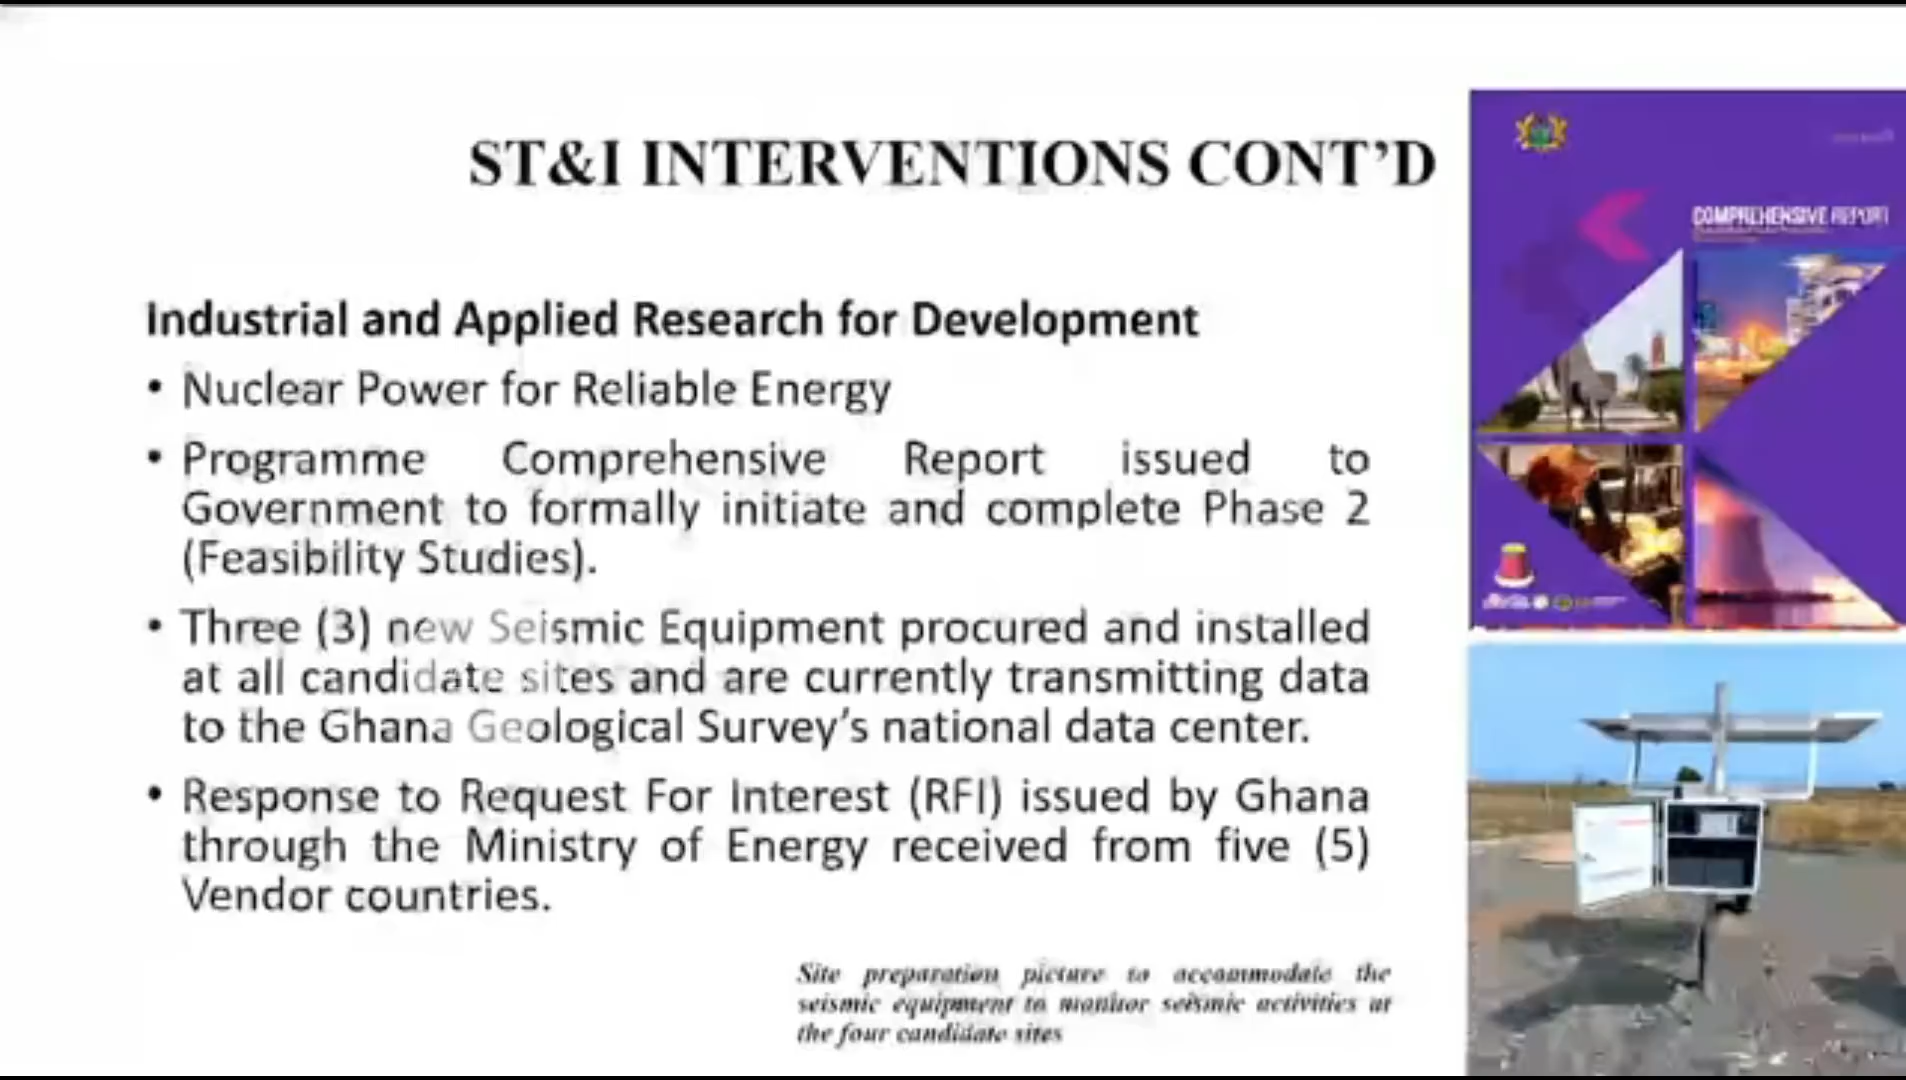 ST&I INTERVENTIONS CONT'D
COMPREHENSIVE REPORT
Industrial and Applied Research for Development
• Nuclear Power for Reliable Energy
• Programme Comprehensive Report issued to
Government to formally initiate and complete Phase 2
(Feasibility Studies).
• Three (3) new Seismic Equipment procured and installed
at all candidate sites and are currently transmitting data
to the Ghana Geological Survey's national data center.
• Response to Request For Interest (RFI) issued by Ghana
through the Ministry of Energy received from five (5)
Vendor countries.
Site preparation picture to accommodate the
seismic equipment to monitor seismic activities at
the four candidate sites